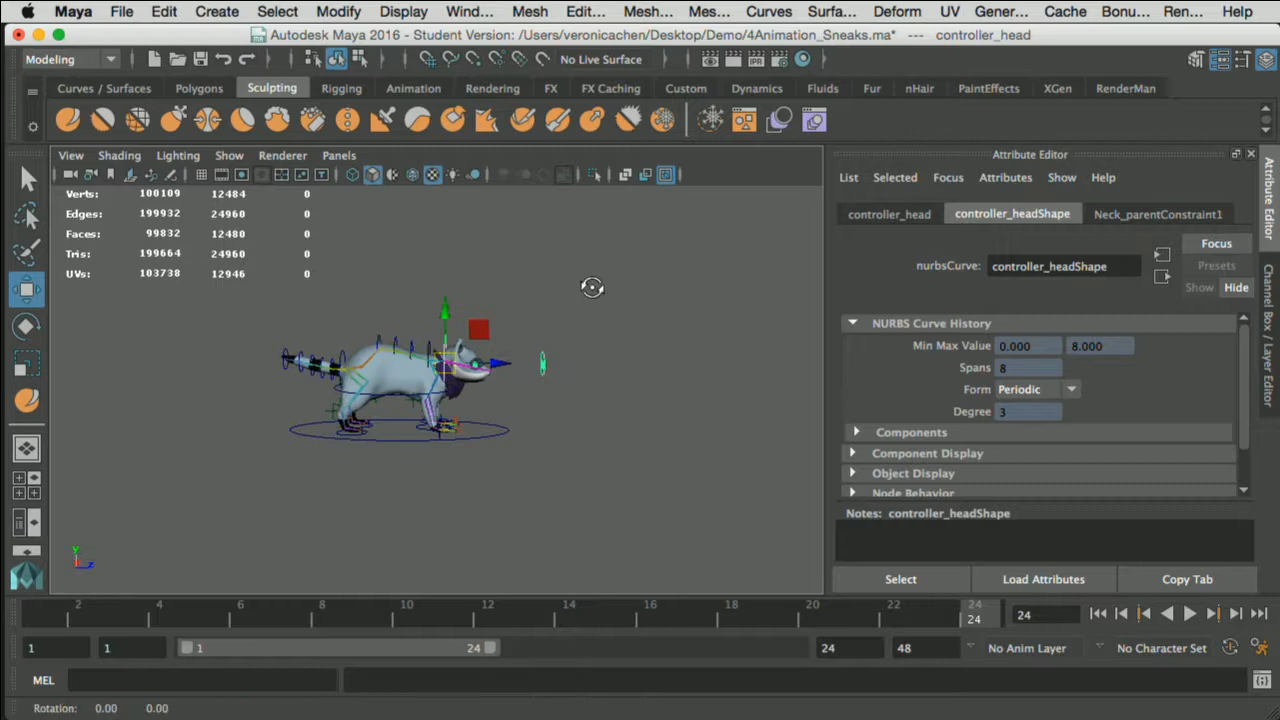 Maya File Edit Create Select Modify Display Wind... Mesh Edit... Mesh... Mes... Curves Surfa... Deform UV Gener... Cache Bonu... Ren... Help
Autodesk Maya 2016 - Student Version: /Users/veronicachen/Desktop/Demo/4Animation_Sneaks.ma* --- controller_head
Modeling No Live Surface
Curves / Surfaces Polygons Sculpting Rigging Animation Rendering FX FX Caching Custom Dynamics Fluids Fur nHair PaintEffects XGen RenderMan
View Shading Lighting Show Renderer Panels
Verts: 100109 12484 0
Edges: 199932 24960 0
Faces: 99832 12480 0
Tris: 199664 24960 0
UVs: 103738 12946 0
y
z
Attribute Editor
List Selected Focus Attributes Show Help
controller_head controller_headShape Neck_parentConstraint1
nurbsCurve: controller_headShape
Focus
Presets
Show Hide
NURBS Curve History
Min Max Value 0.000 8.000
Spans 8
Form Periodic
Degree 3
Components
Component Display
Object Display
Node Behavior
Notes: controller_headShape
Select Load Attributes Copy Tab
Attribute Editor
Channel Box / Layer Editor
2 4 6 8 10 12 14 16 18 20 22 24
24 24
1 1 1 24 24 48 No Anim Layer No Character Set
MEL
Rotation: 0.00 0.00